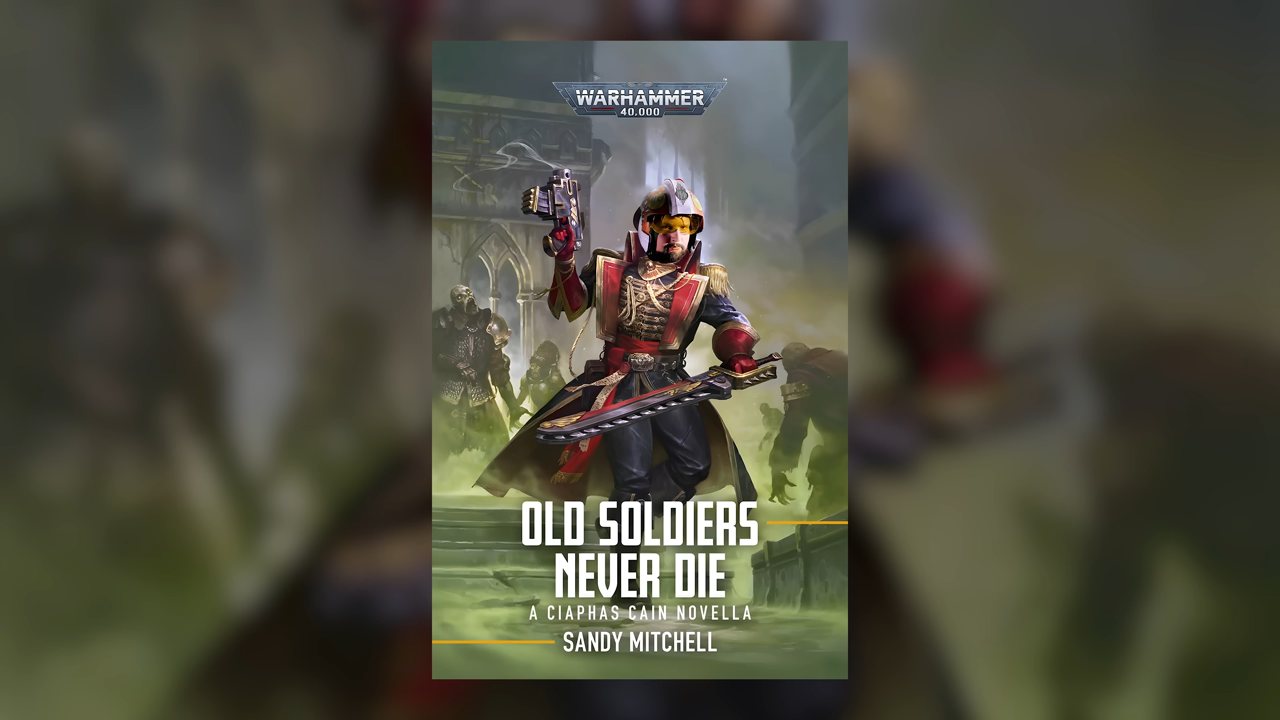 WARHAMMER
40,000
OLD SOLDIERS
NEVER DIE
A CIAPHAS CAIN NOVELLA
SANDY MITCHELL